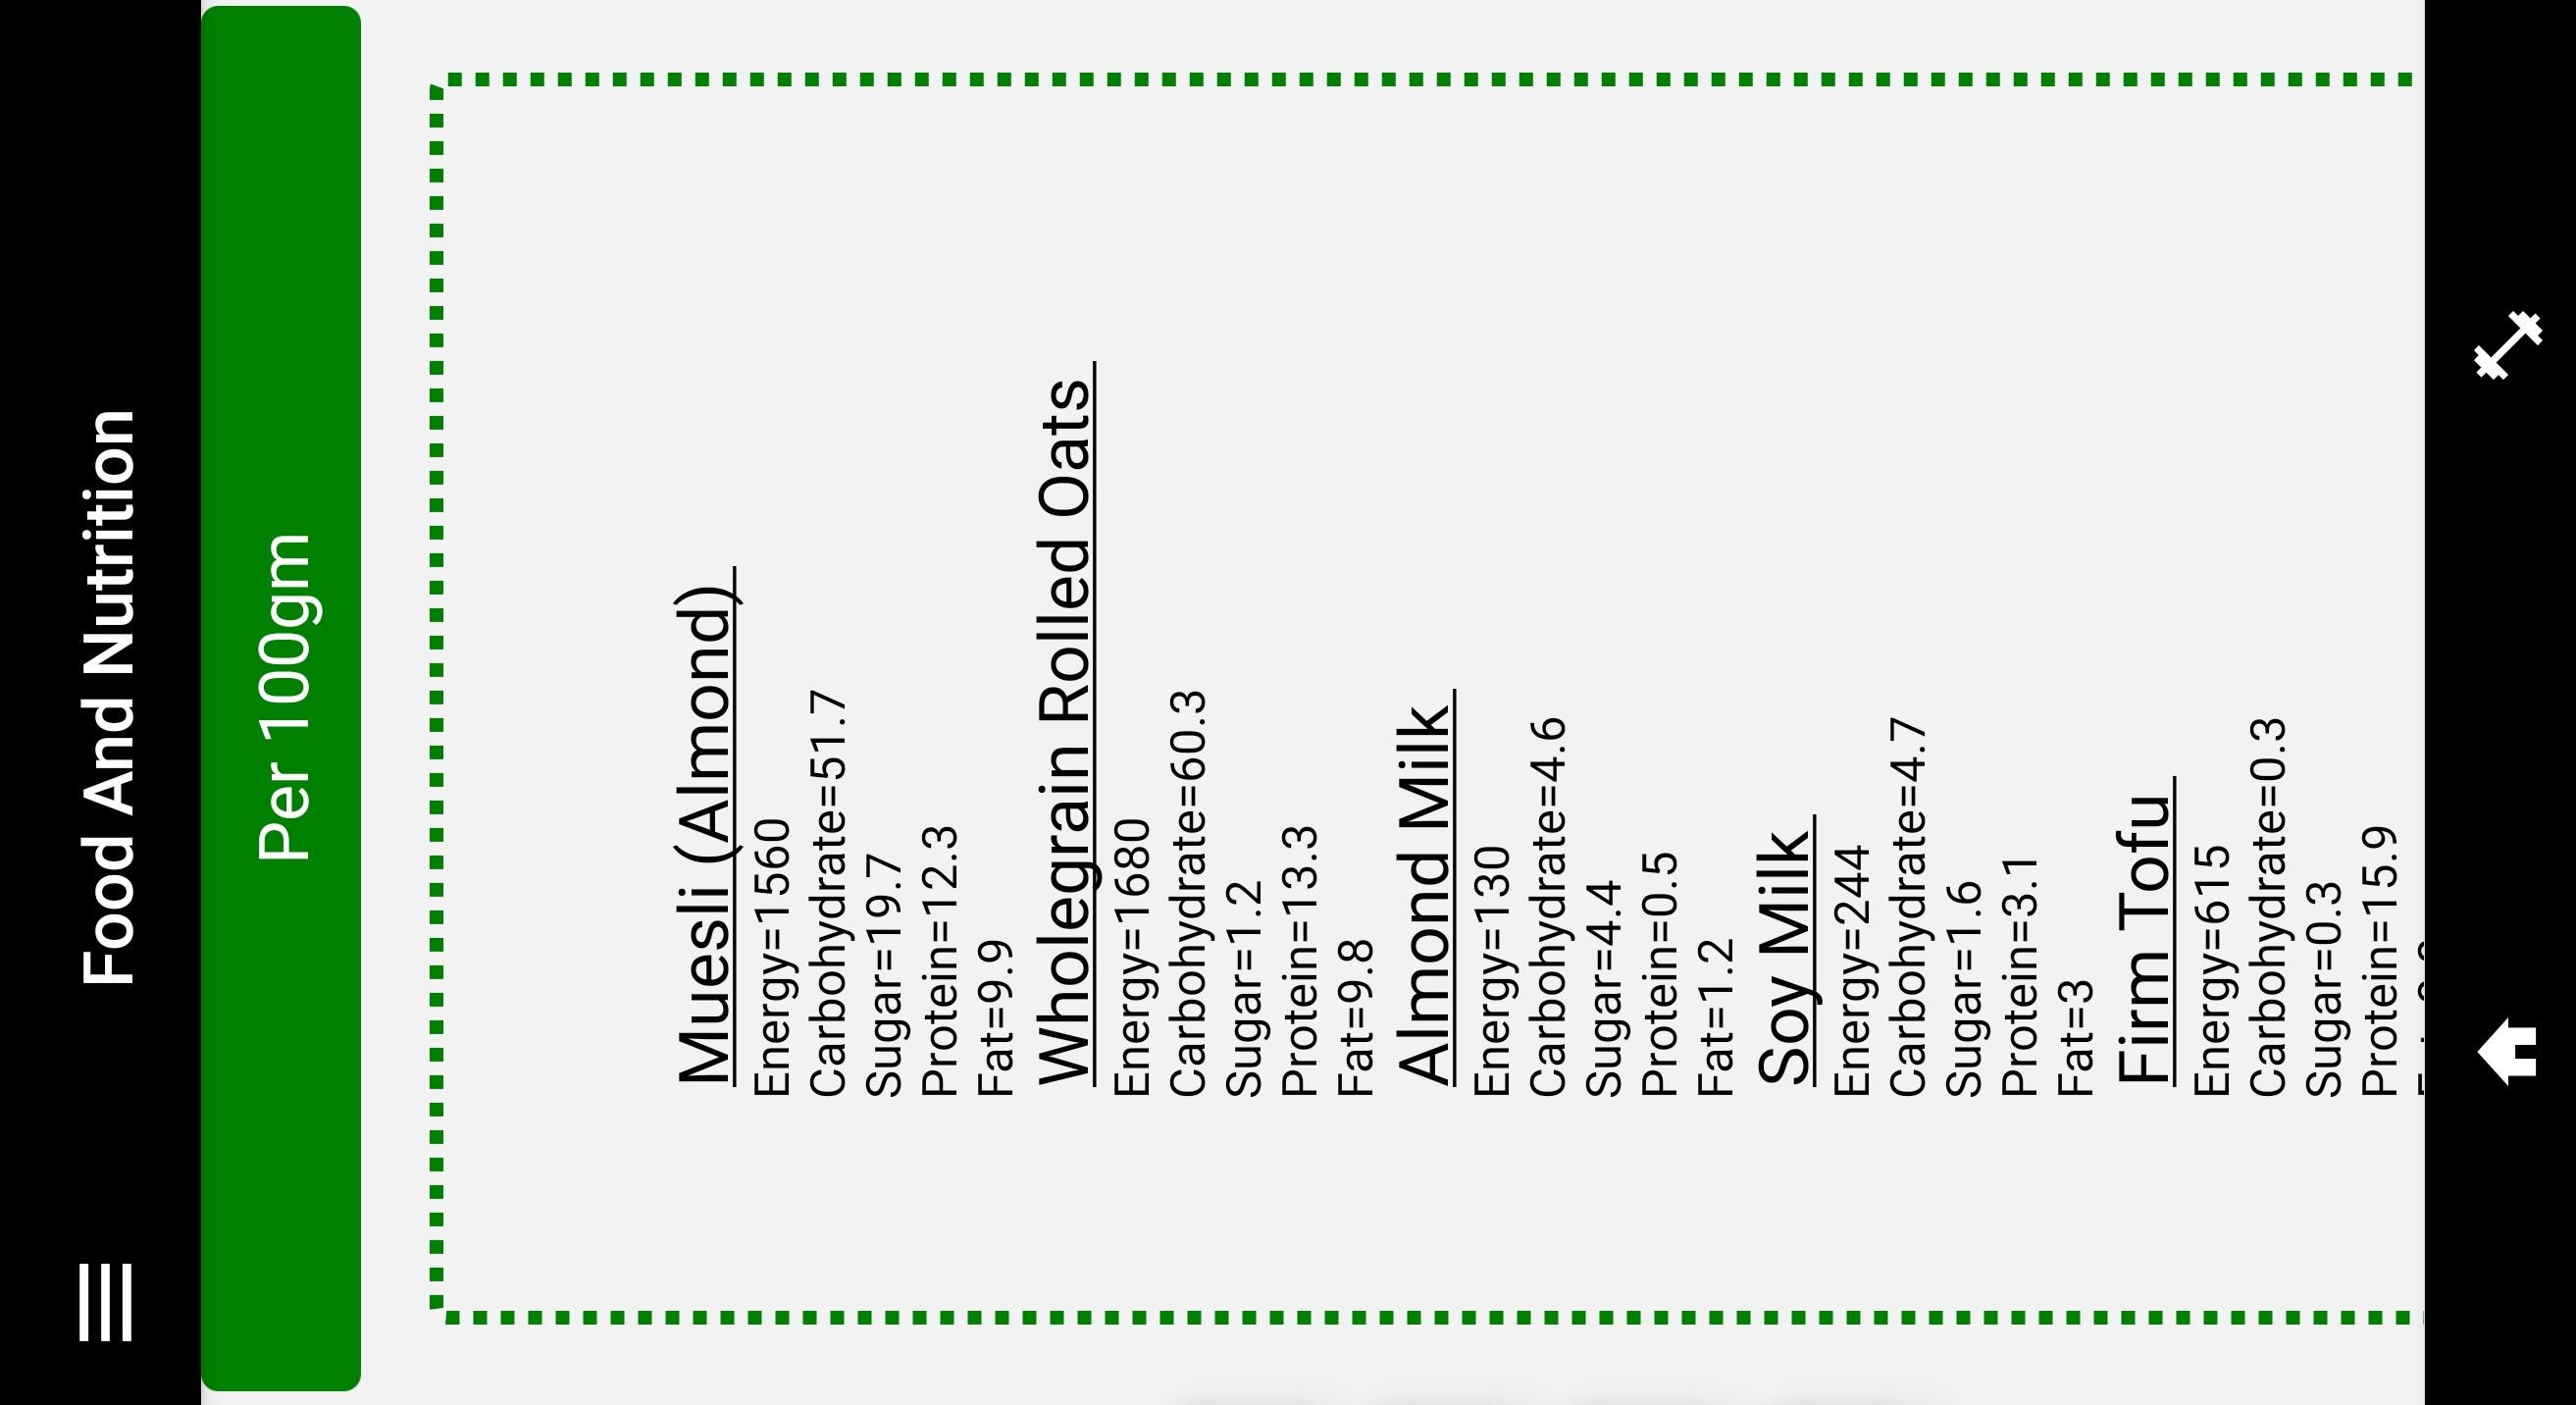 Food And Nutrition
Per 100gm
Muesli (Almond)
Energy=1560
Carbohydrate=51.7
Sugar=19.7
Protein=12.3
Fat=9.9
Wholegrain Rolled Oats
Energy=1680
Carbohydrate=60.3
Sugar=1.2
Protein=13.3
Fat=9.8
Almond Milk
Energy=130
Carbohydrate=4.6
Sugar=4.4
Protein=0.5
Fat=1.2
Soy Milk
Energy=244
Carbohydrate=4.7
Sugar=1.6
Protein=3.1
Fat=3
Firm Tofu
Energy=615
Carbohydrate=0.3
Sugar=0.3
Protein=15.9